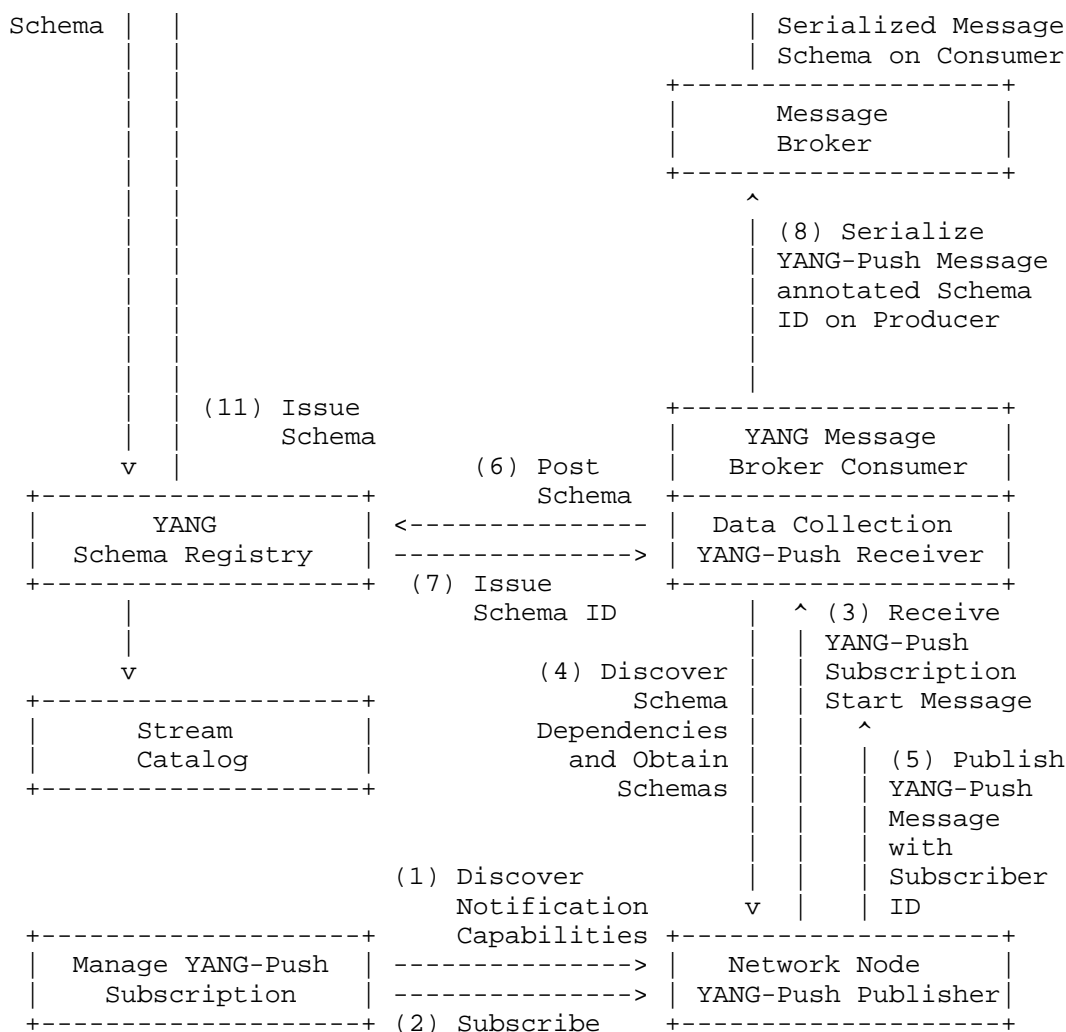 Schema | | | Serialized Message
| | | Schema on Consumer
| | +--------------------+
| | | Message |
| | | Broker |
| | +--------------------+
| | ^
| | | (8) Serialize
| | | YANG-Push Message
| | | annotated Schema
| | | ID on Producer
| | |
| | |
| | (11) Issue +--------------------+
| | Schema | YANG Message |
v | (6) Post | Broker Consumer |
+--------------------+ Schema +--------------------+
| YANG | <--------------- | Data Collection |
| Schema Registry | ---------------> | YANG-Push Receiver |
+--------------------+ (7) Issue +--------------------+
| Schema ID | ^ (3) Receive
| | | YANG-Push
v (4) Discover | | Subscription
+--------------------+ Schema | | Start Message
| Stream | Dependencies | | ^
| Catalog | and Obtain | | | (5) Publish
+--------------------+ Schemas | | | YANG-Push
| | | Message
| | | with
(1) Discover | | | Subscriber
Notification v | | ID
+--------------------+ Capabilities +--------------------+
| Manage YANG-Push | ---------------> | Network Node |
| Subscription | ---------------> | YANG-Push Publisher|
+--------------------+ (2) Subscribe +--------------------+